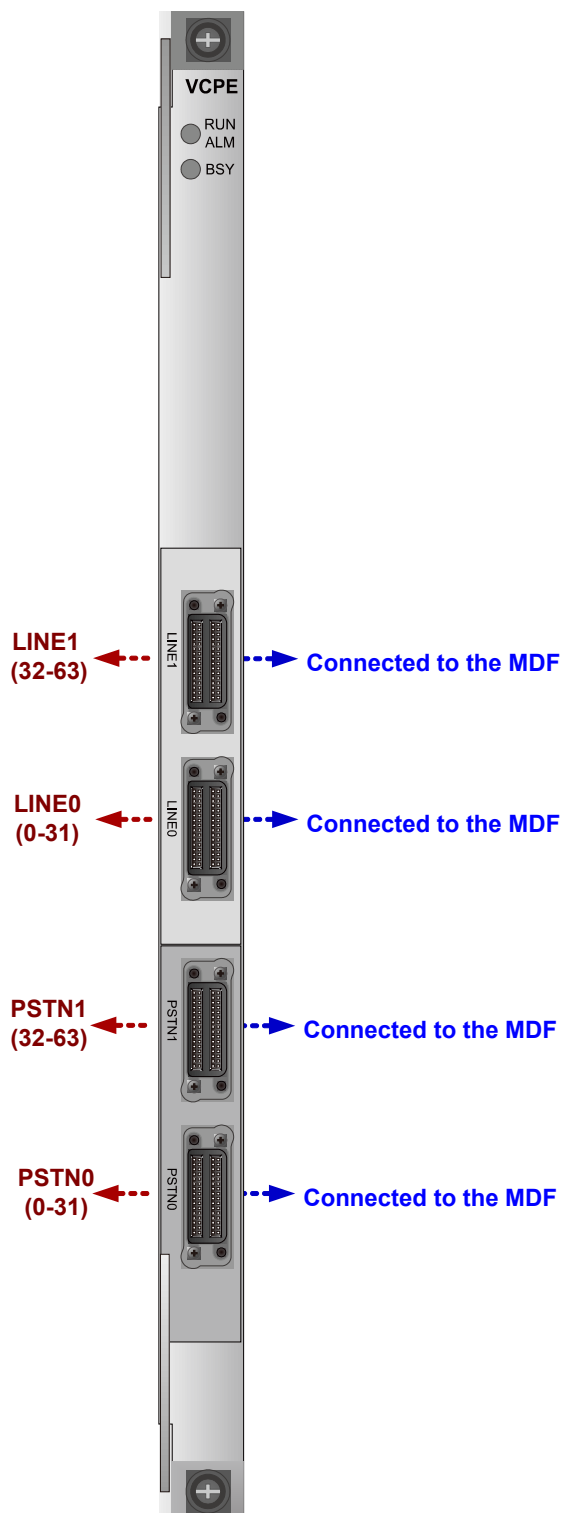 VCPE
RUN
ALM
BSY
LINE1
(32-63)
LINE1
Connected to the MDF
LINE0
(0-31)
LINE0
Connected to the MDF
PSTN1
(32-63)
PSTN1
Connected to the MDF
PSTN0
(0-31)
PSTN0
Connected to the MDF